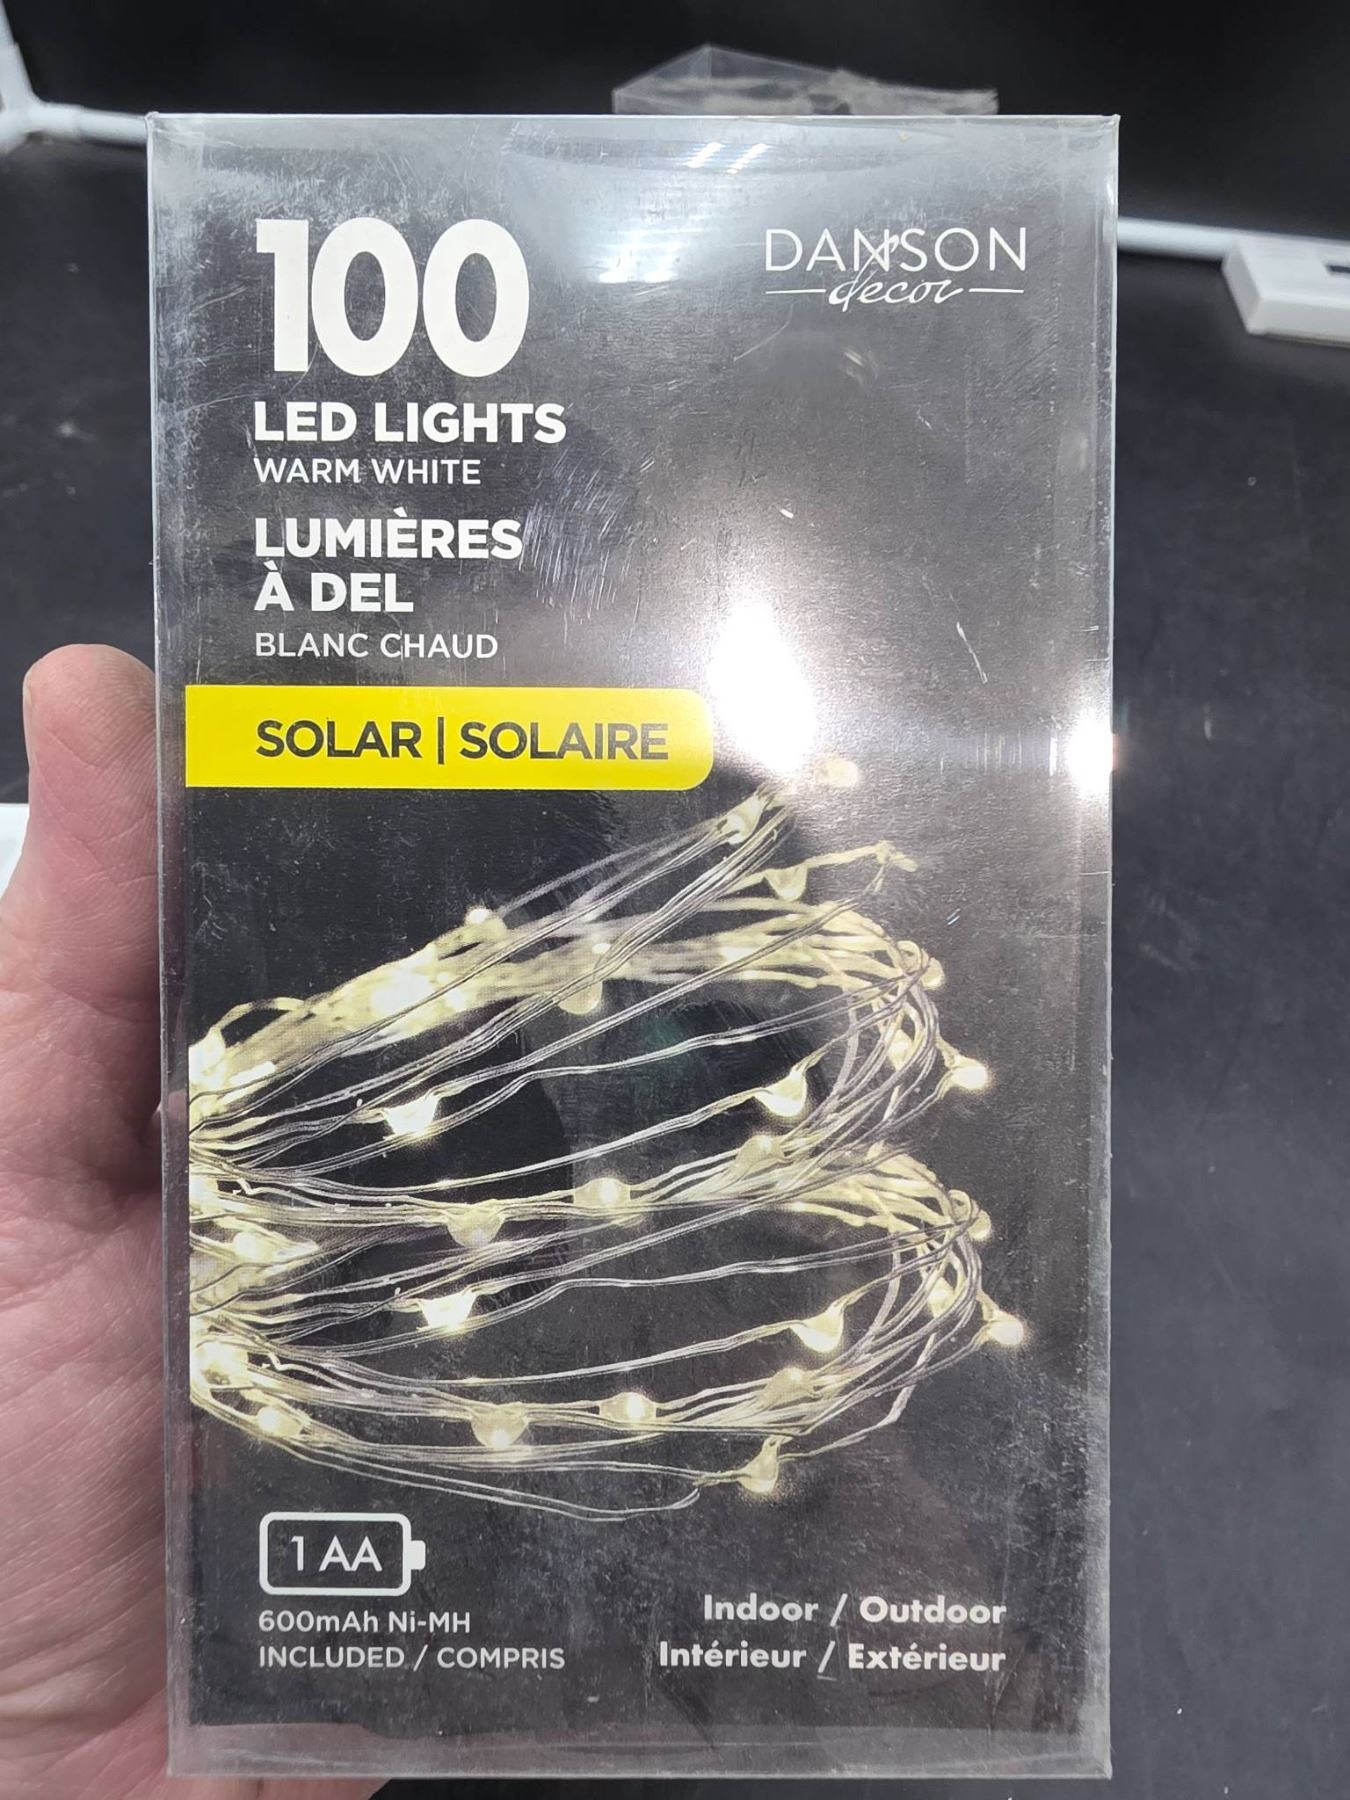 100
DANSON
decor
LED LIGHTS
WARM WHITE
LUMIÈRES
À DEL
BLANC CHAUD
SOLAR | SOLAIRE
1 AA
600mAh Ni-MH
INCLUDED / COMPRIS
Indoor / Outdoor
Intérieur / Extérieur